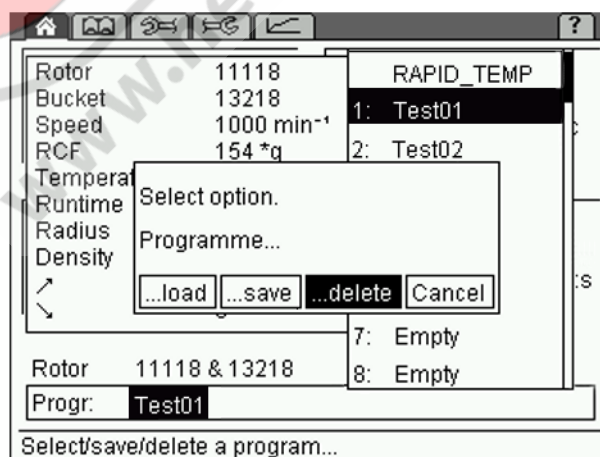 ?
Rotor 11118
Bucket 13218
Speed 1000 min⁻¹
RCF 154 *g
Temperat
Runtime
Radius
Density
RAPID_TEMP
1: Test01
2: Test02
Select option.
Programme...
...load ...save ...delete Cancel
7: Empty
8: Empty
Rotor 11118 & 13218
Progr: Test01
Select/save/delete a program...